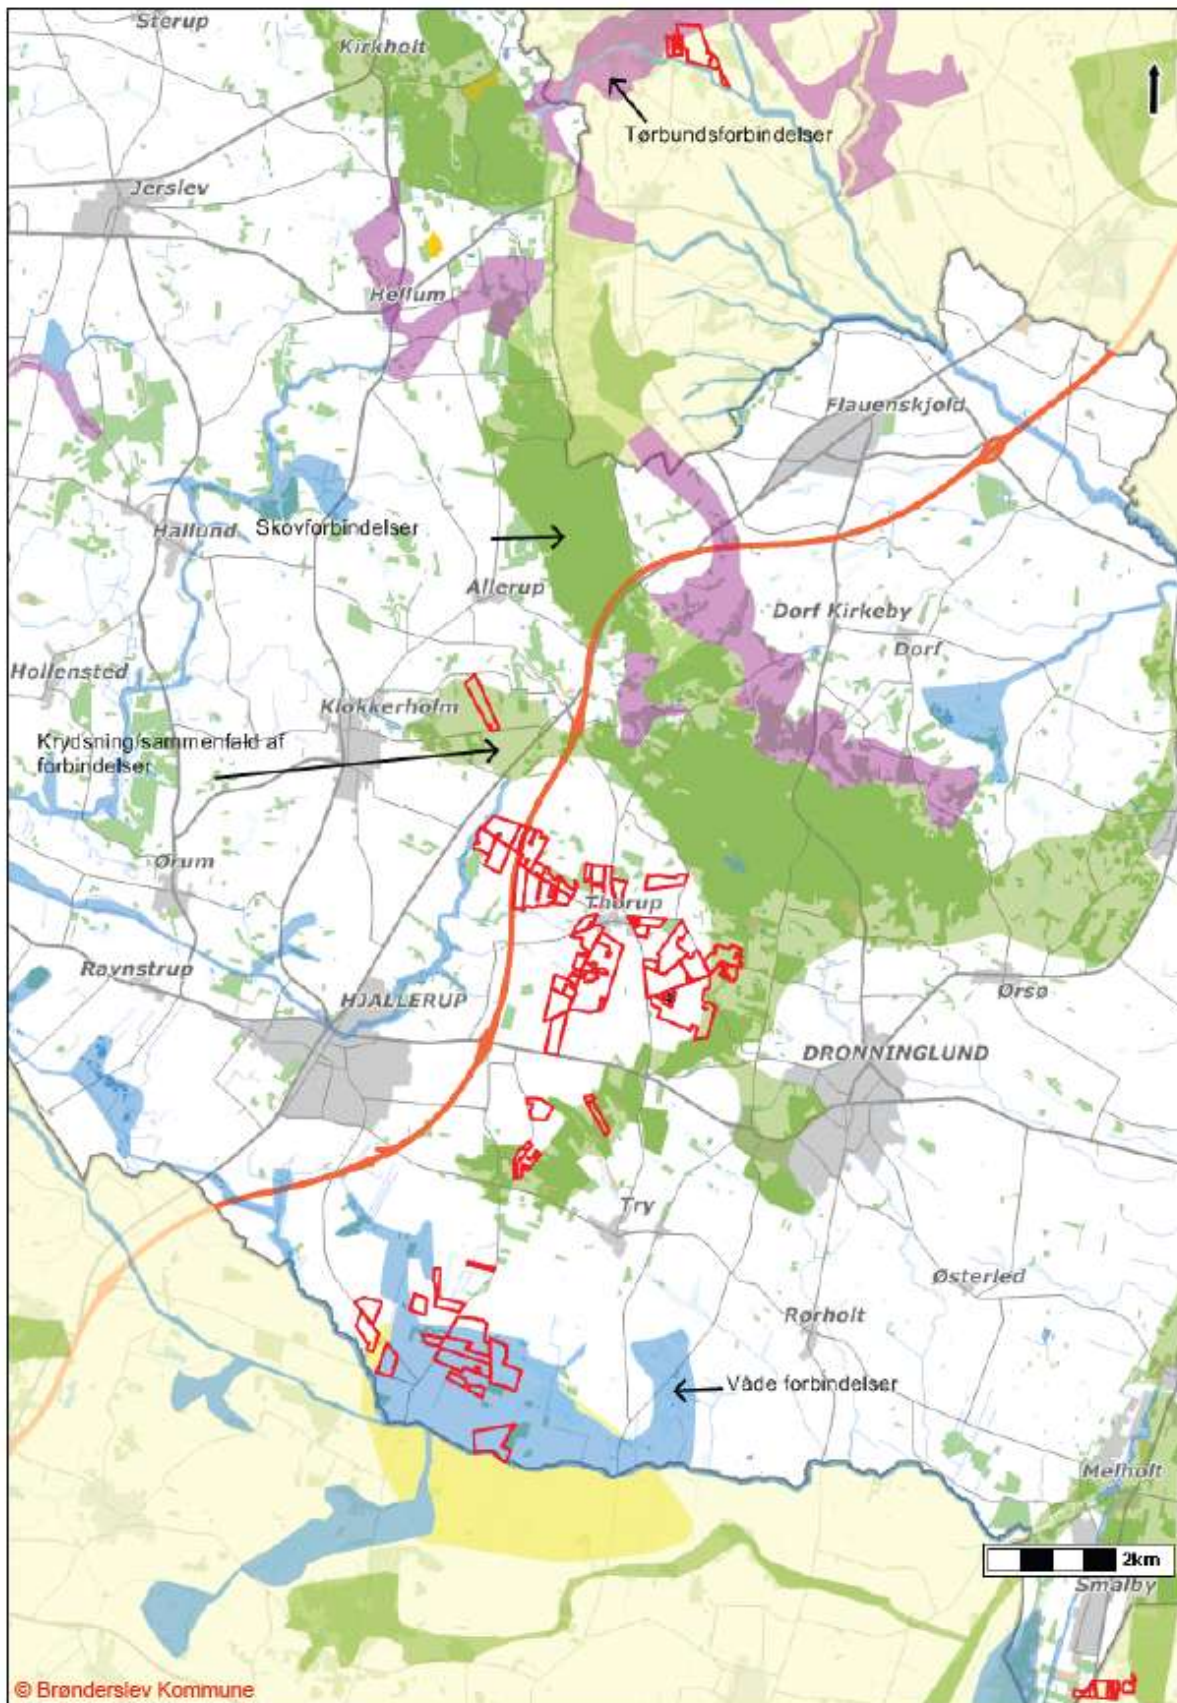 Sterup
Kirkholt
Tørbundsforbindelser
Jerslev
Hellum
Flauenskjold
Hallund
Skovforbindelser
Allerup
Dorf Kirkeby
Dorf
Hollensted
Klokkerholm
Krydsning/sammenfald af
forbindelser
Ørum
Thorup
Ravnstrup
HJALLERUP
Ørsø
DRONNINGLUND
Try
Østerled
Rørholt
Våde forbindelser
Melholt
2km
Smalby
© Brønderslev Kommune